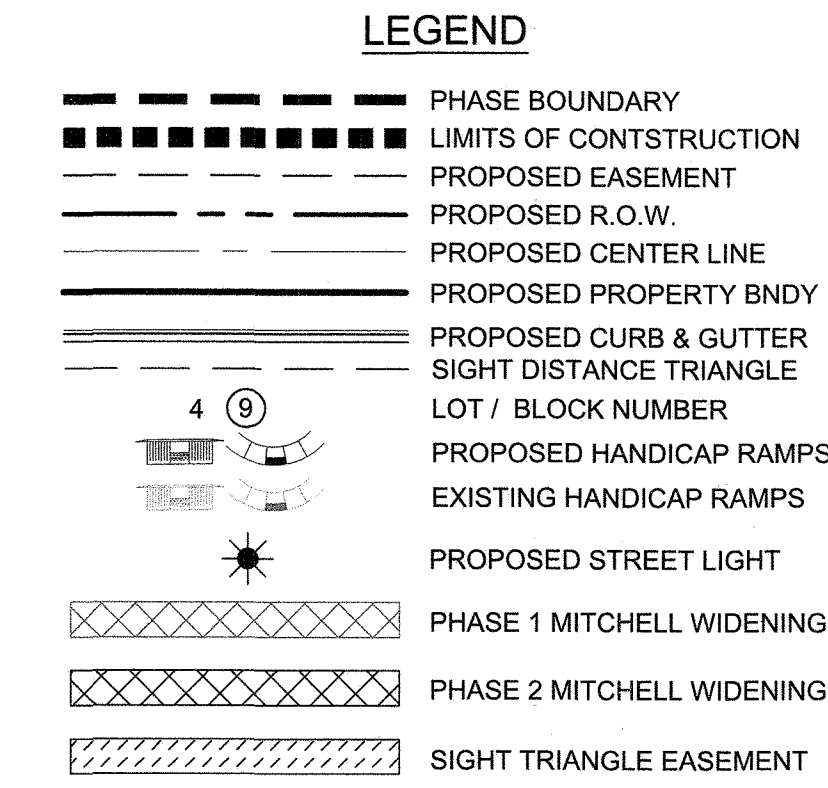 LEGEND
PHASE BOUNDARY
LIMITS OF CONTSTRUCTION
PROPOSED EASEMENT
PROPOSED R.O.W.
PROPOSED CENTER LINE
PROPOSED PROPERTY BNDY
PROPOSED CURB & GUTTER
SIGHT DISTANCE TRIANGLE
4 9 LOT / BLOCK NUMBER
PROPOSED HANDICAP RAMPS
EXISTING HANDICAP RAMPS
PROPOSED STREET LIGHT
PHASE 1 MITCHELL WIDENING
PHASE 2 MITCHELL WIDENING
SIGHT TRIANGLE EASEMENT